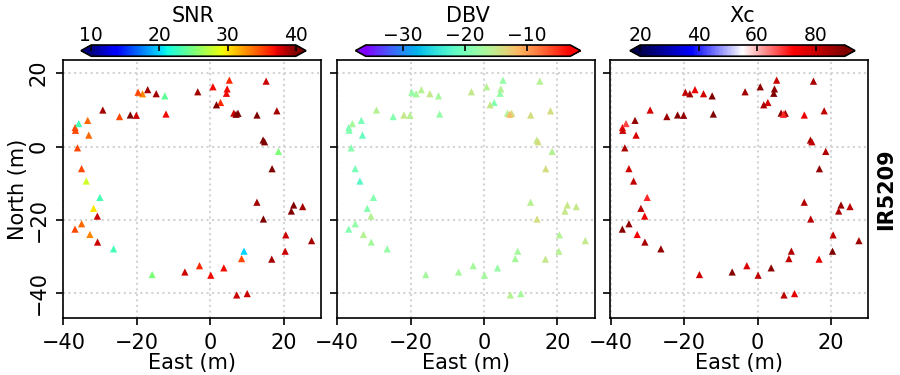 SNR DBV Xc
10 20 30 40 −30 −20 −10 20 40 60 80
20
0
−20
−40
North (m)
IR5209
−40 −20 0 20 −40 −20 0 20 −40 −20 0 20
East (m) East (m) East (m)